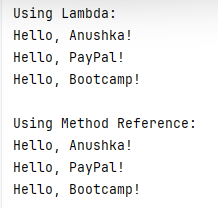 Using Lambda:
Hello, Anushka!
Hello, PayPal!
Hello, Bootcamp!

Using Method Reference:
Hello, Anushka!
Hello, PayPal!
Hello, Bootcamp!